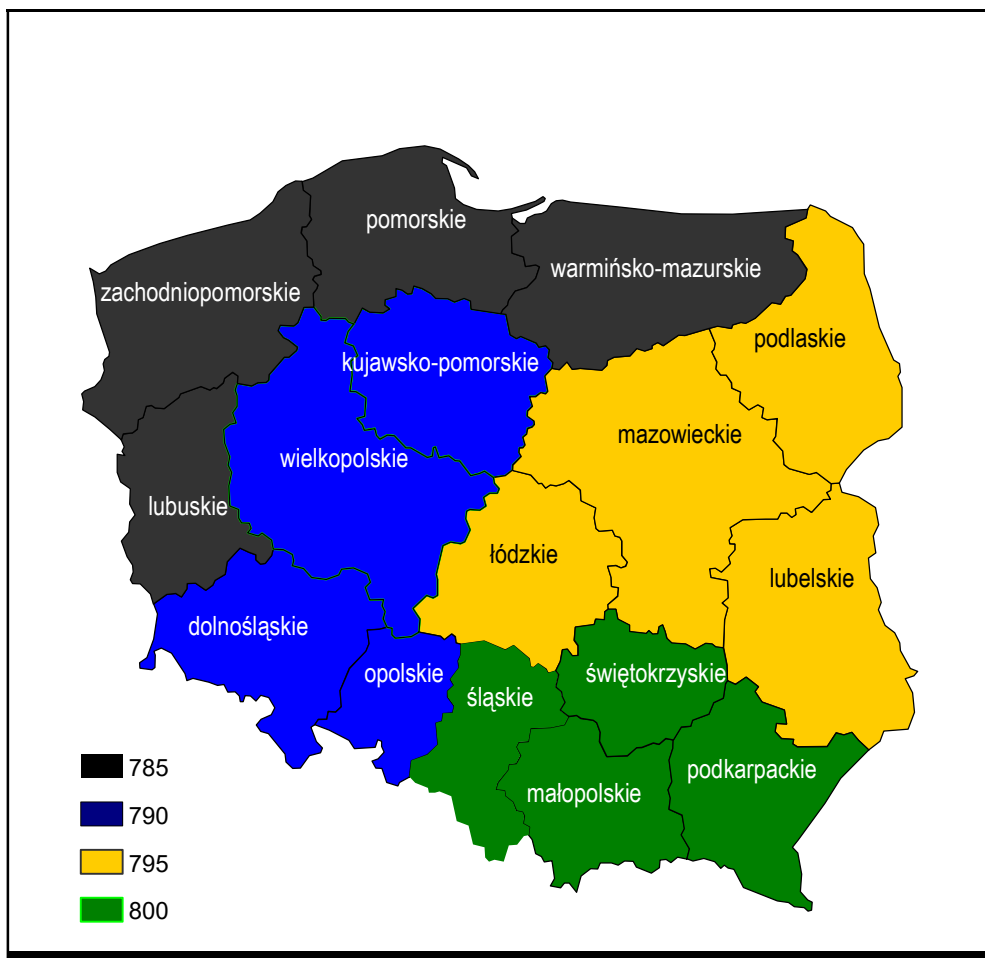 pomorskie
warmińsko-mazurskie
zachodniopomorskie
podlaskie
kujawsko-pomorskie
mazowieckie
wielkopolskie
lubuskie
łódzkie
lubelskie
dolnośląskie
opolskie
świętokrzyskie
śląskie
podkarpackie
małopolskie
785
790
795
800